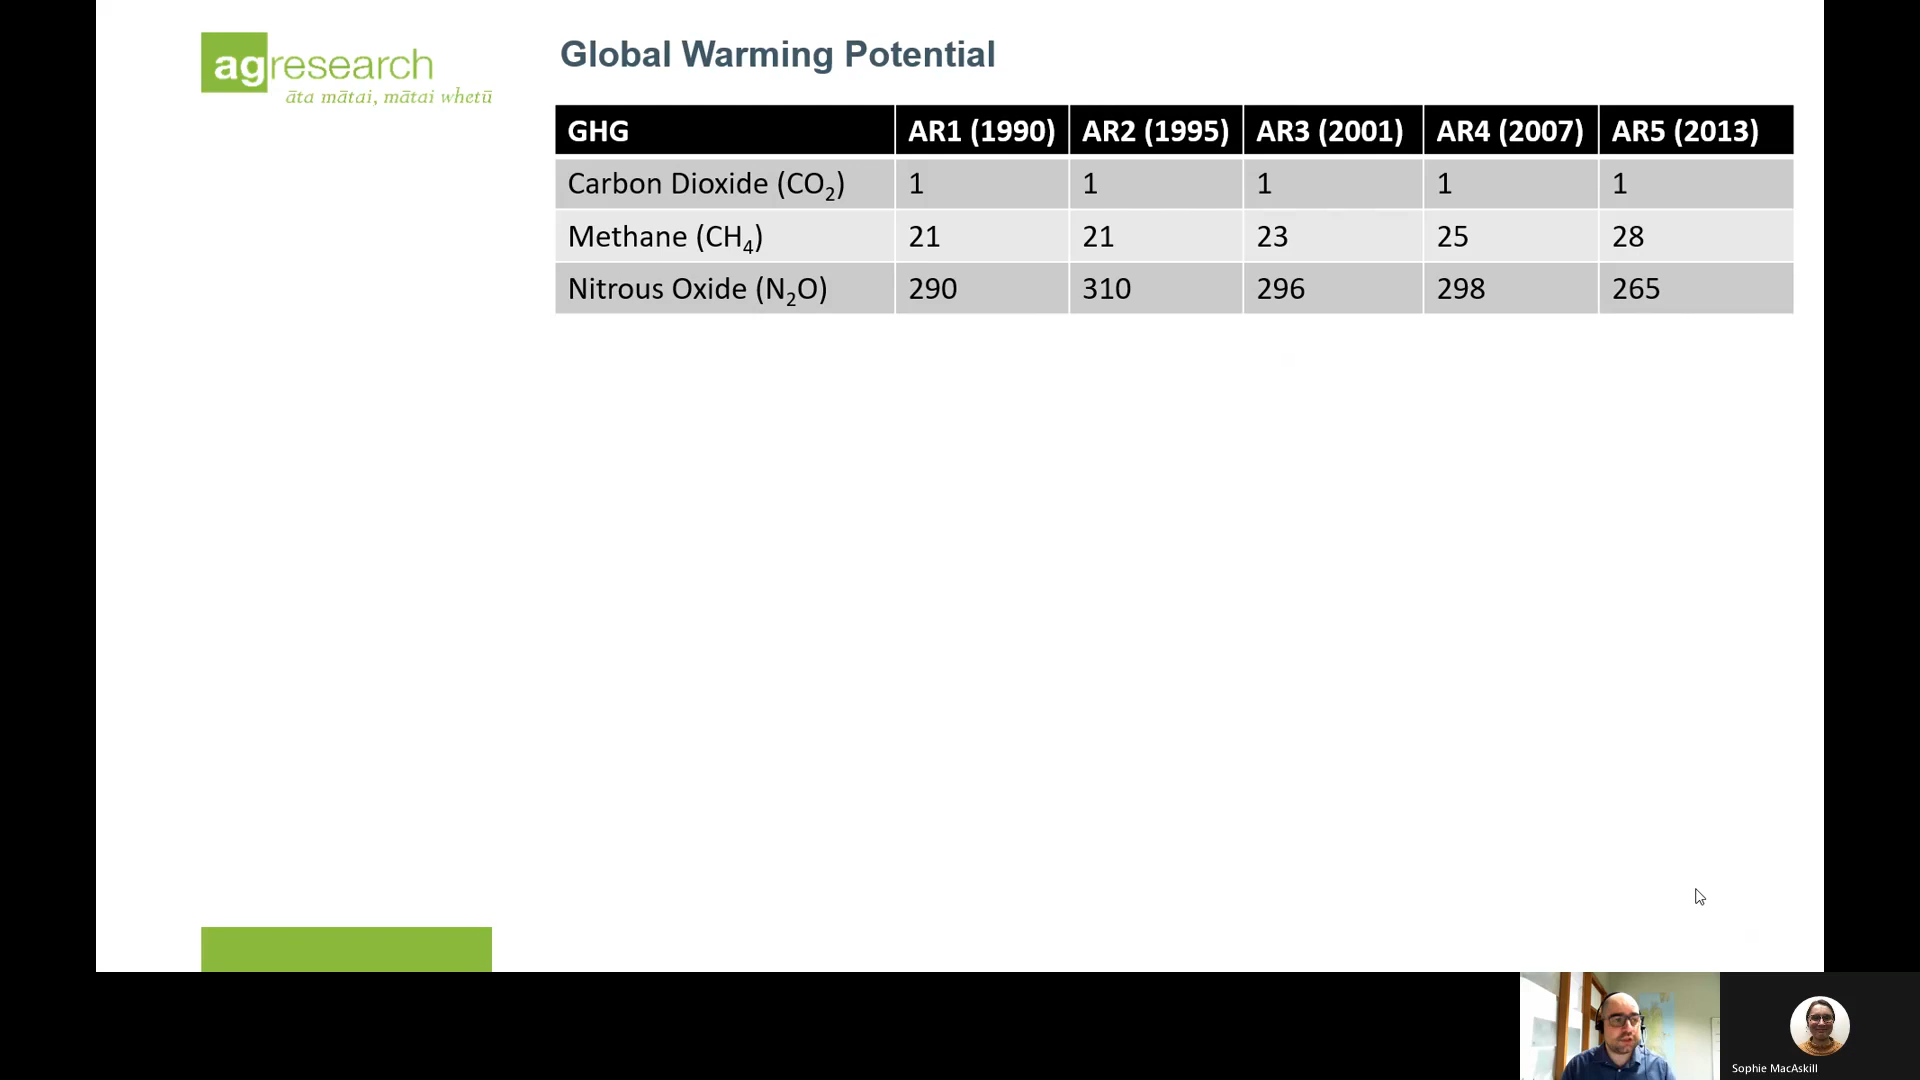 agresearch
āta mātai, mātai whetū
Global Warming Potential
GHG AR1 (1990) AR2 (1995) AR3 (2001) AR4 (2007) AR5 (2013)
Carbon Dioxide (CO₂) 1 1 1 1 1
Methane (CH₄) 21 21 23 25 28
Nitrous Oxide (N₂O) 290 310 296 298 265
Sophie MacAskill